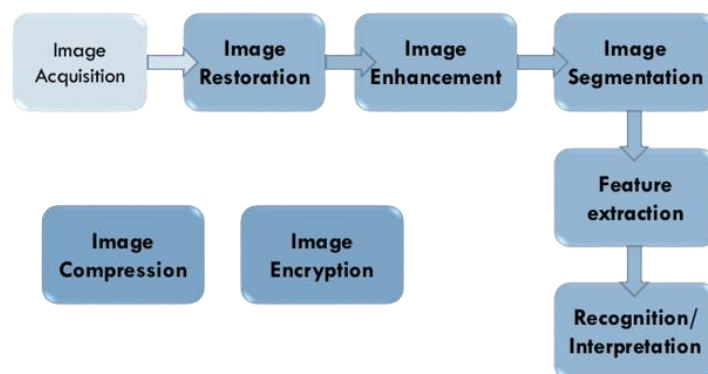 Image
Acquisition
Image
Restoration
Image
Enhancement
Image
Segmentation
Feature
extraction
Image
Compression
Image
Encryption
Recognition/
Interpretation